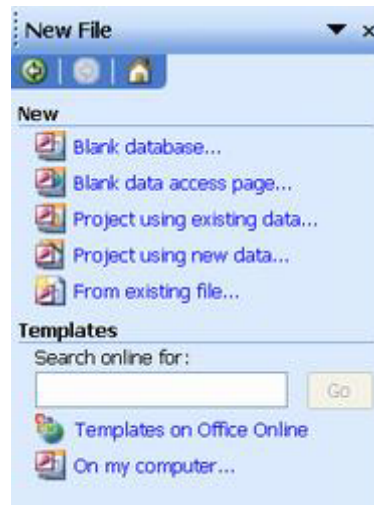 New File
New
Blank database...
Blank data access page...
Project using existing data...
Project using new data...
From existing file...
Templates
Search online for:
Go
Templates on Office Online
On my computer...